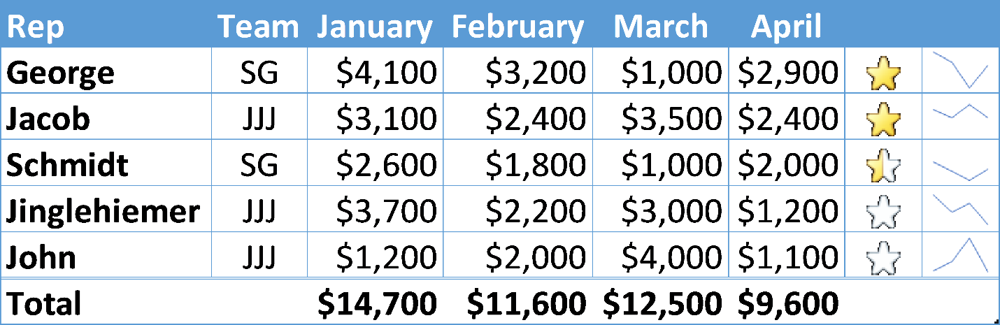 Rep Team January February March April
George SG $4,100 $3,200 $1,000 $2,900
Jacob JJJ $3,100 $2,400 $3,500 $2,400
Schmidt SG $2,600 $1,800 $1,000 $2,000
Jinglehiemer JJJ $3,700 $2,200 $3,000 $1,200
John JJJ $1,200 $2,000 $4,000 $1,100
Total $14,700 $11,600 $12,500 $9,600